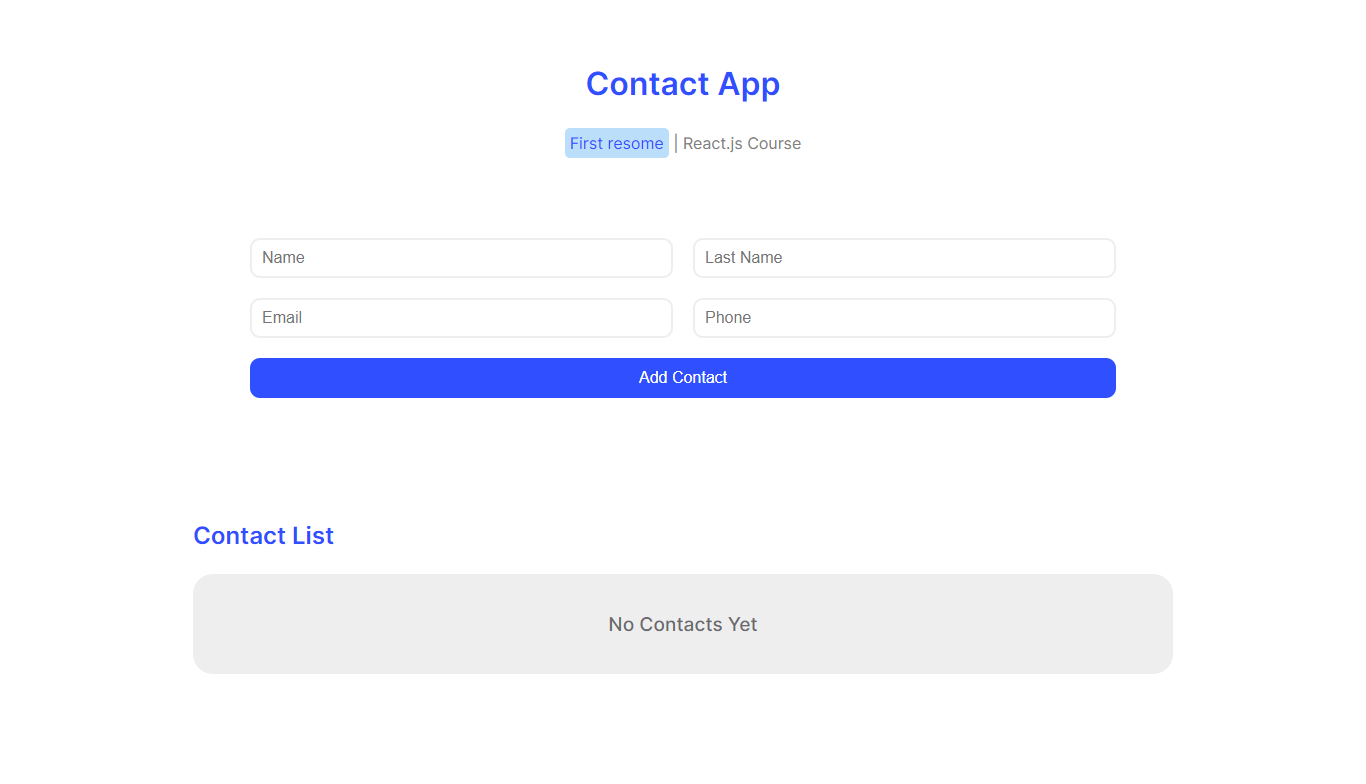 Contact App
First resome | React.js Course
Name
Last Name
Email
Phone
Add Contact
Contact List
No Contacts Yet